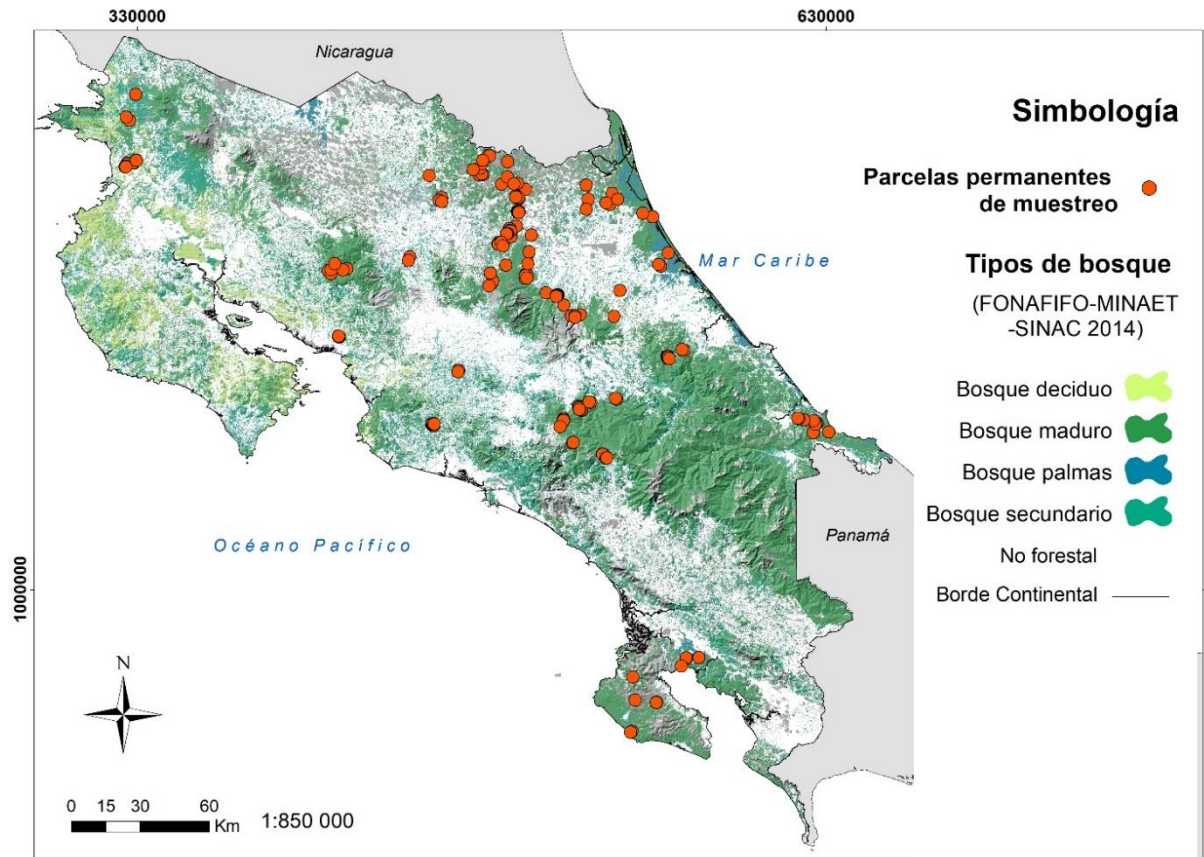 330000
630000
Nicaragua
Simbología
Parcelas permanentes
de muestreo
Tipos de bosque
(FONAFIFO-MINAET
-SINAC 2014)
Mar Caribe
Bosque deciduo
Bosque maduro
Bosque palmas
Bosque secundario
No forestal
Borde Continental
Panamá
Océano Pacífico
1000000
N
0 15 30 60
Km
1:850 000